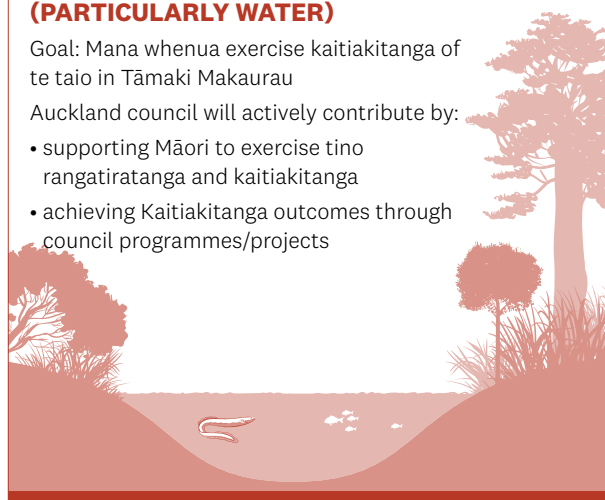 (PARTICULARLY WATER)
Goal: Mana whenua exercise kaitiakitanga of
te taio in Tāmaki Makaurau
Auckland council will actively contribute by:
• supporting Māori to exercise tino
rangatiratanga and kaitiakitanga
• achieving Kaitiakitanga outcomes through
council programmes/projects